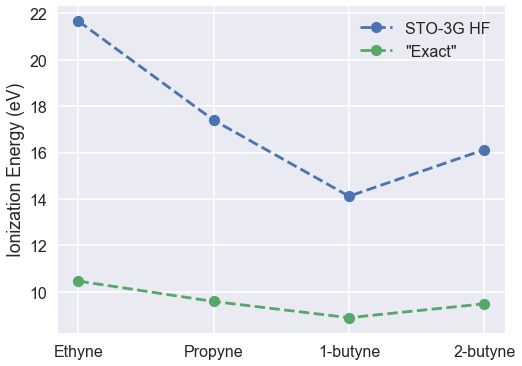 22
20
18
16
14
12
10
Ionization Energy (eV)
STO-3G HF
"Exact"
Ethyne
Propyne
1-butyne
2-butyne